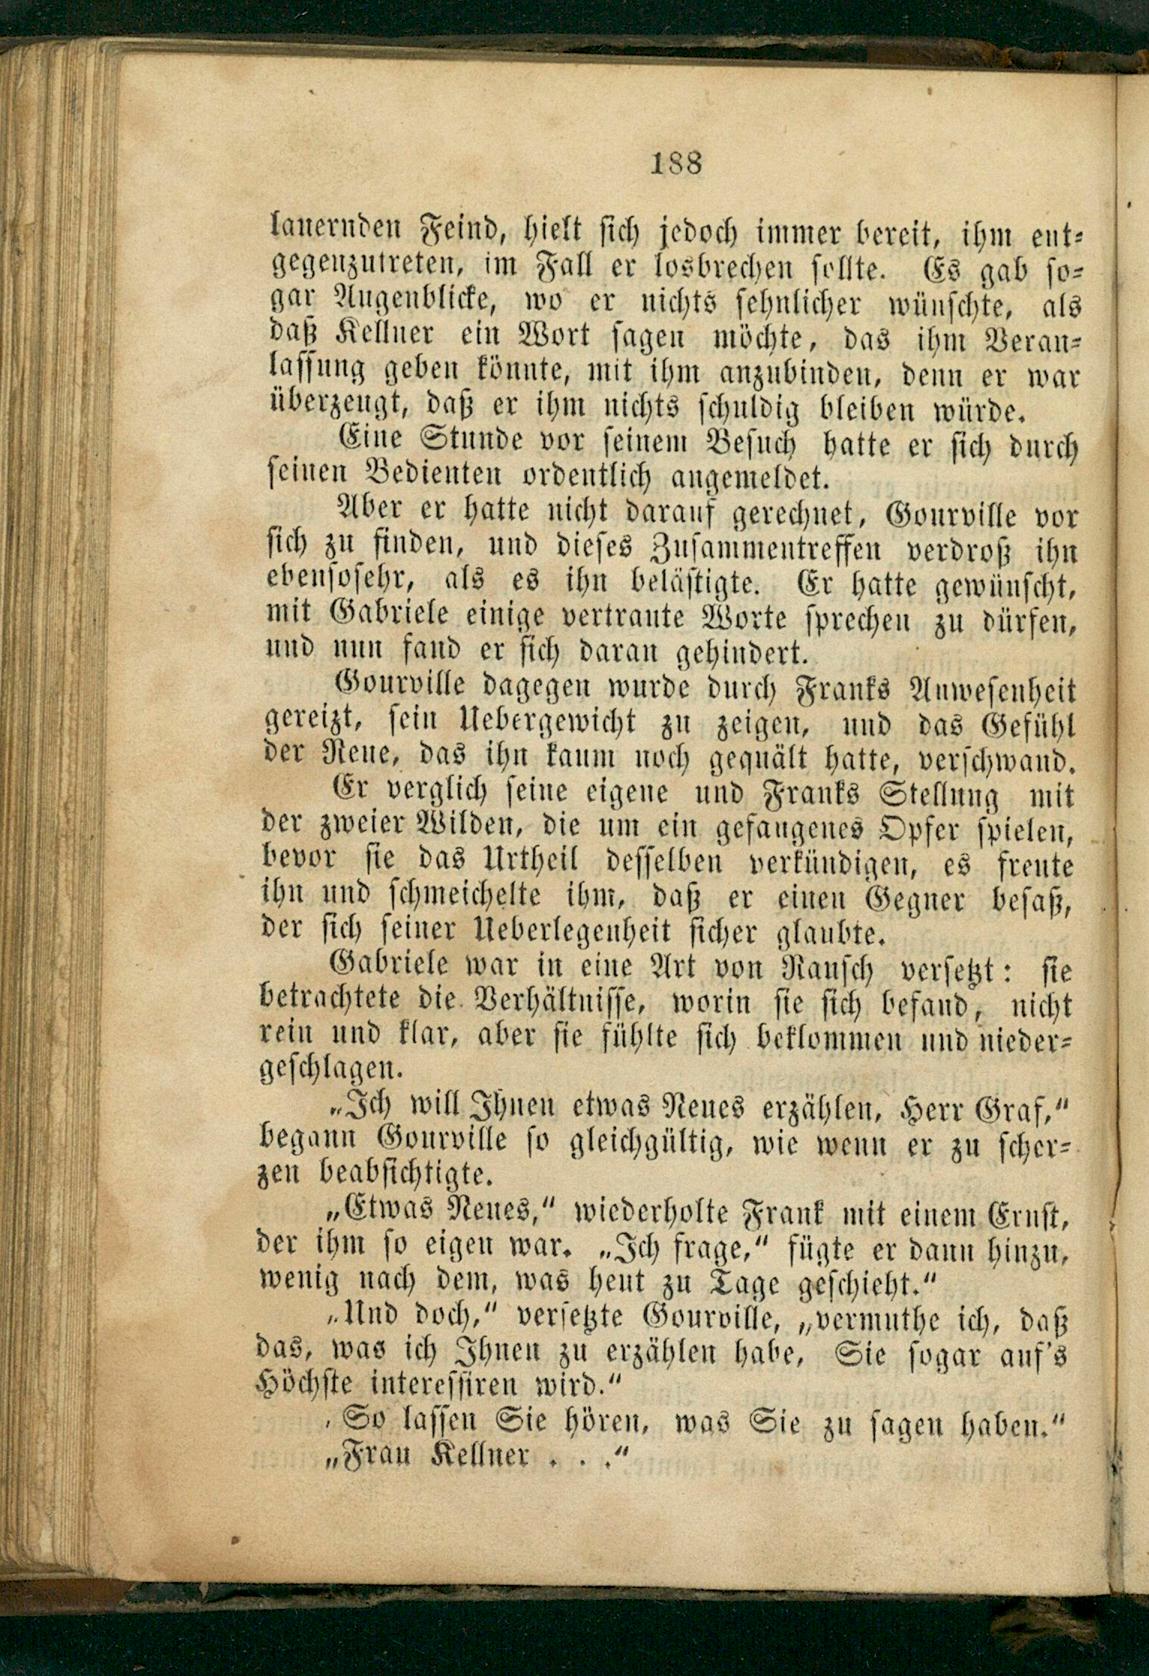 188
lauernden Feind, hielt sich jedoch immer bereit, ihm ent-
gegenzutreten, im Fall er losbrechen sollte. Es gab so-
gar Augenblicke, wo er nichts sehnlicher wünschte, als
daß Kellner ein Wort sagen möchte, das ihm Veran-
lassung geben könnte, mit ihm anzubinden, denn er war
überzeugt, daß er ihm nichts schuldig bleiben würde.
Eine Stunde vor seinem Besuch hatte er sich durch
seinen Bedienten ordentlich angemeldet.
Aber er hatte nicht darauf gerechnet, Gourville vor
sich zu finden, und dieses Zusammentreffen verdroß ihn
ebensosehr, als es ihn belästigte. Er hatte gewünscht,
mit Gabriele einige vertraute Worte sprechen zu dürfen,
und nun fand er sich daran gehindert.
Gourville dagegen wurde durch Franks Anwesenheit
gereizt, sein Uebergewicht zu zeigen, und das Gefühl
der Reue, das ihn kaum noch gequält hatte, verschwand.
Er verglich seine eigene und Franks Stellung mit
der zweier Wilden, die um ein gefangenes Opfer spielen,
bevor sie das Urtheil desselben verkündigen, es freute
ihn und schmeichelte ihm, daß er einen Gegner besaß,
der sich seiner Ueberlegenheit sicher glaubte.
Gabriele war in eine Art von Rausch versetzt: sie
betrachtete die Verhältnisse, worin sie sich befand, nicht
rein und klar, aber sie fühlte sich beklommen und nieder-
geschlagen.
„Ich will Ihnen etwas Neues erzählen, Herr Graf,“
begann Gourville so gleichgültig, wie wenn er zu scher-
zen beabsichtigte.
„Etwas Neues,“ wiederholte Frank mit einem Ernst,
der ihm so eigen war. „Ich frage,“ fügte er dann hinzu,
wenig nach dem, was heut zu Tage geschieht.“
„Und doch,“ versetzte Gourville, „vermuthe ich, daß
das, was ich Ihnen zu erzählen habe, Sie sogar auf's
Höchste interessiren wird.“
„So lassen Sie hören, was Sie zu sagen haben.“
„Frau Kellner . . .“